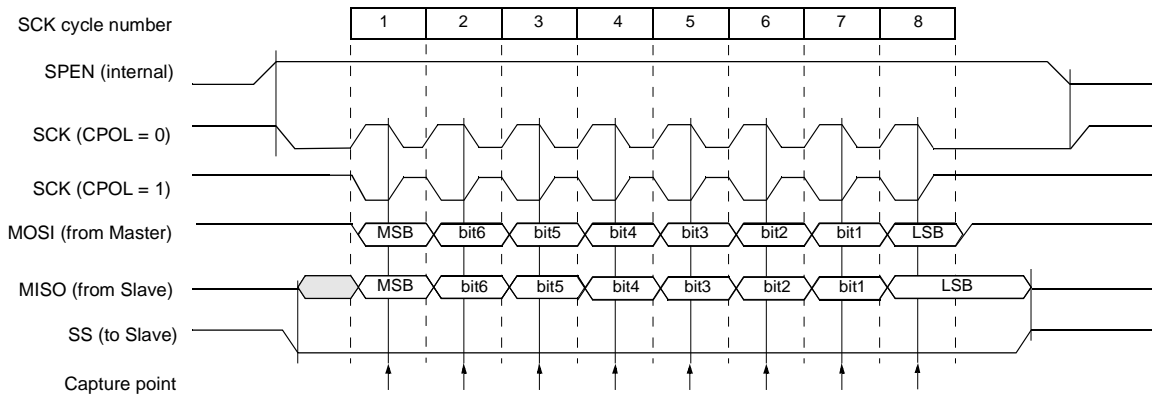 SCK cycle number 1 2 3 4 5 6 7 8
SPEN (internal)
SCK (CPOL = 0)
SCK (CPOL = 1)
MOSI (from Master) MSB bit6 bit5 bit4 bit3 bit2 bit1 LSB
MISO (from Slave) MSB bit6 bit5 bit4 bit3 bit2 bit1 LSB
SS (to Slave)
Capture point